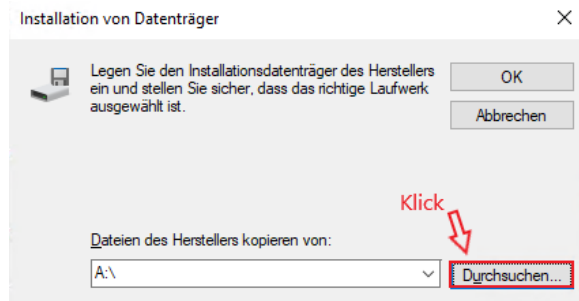 Installation von Datenträger
Legen Sie den Installationsdatenträger des Herstellers
ein und stellen Sie sicher, dass das richtige Laufwerk
ausgewählt ist.
OK
Abbrechen
Klick
Dateien des Herstellers kopieren von:
A:\
Durchsuchen...